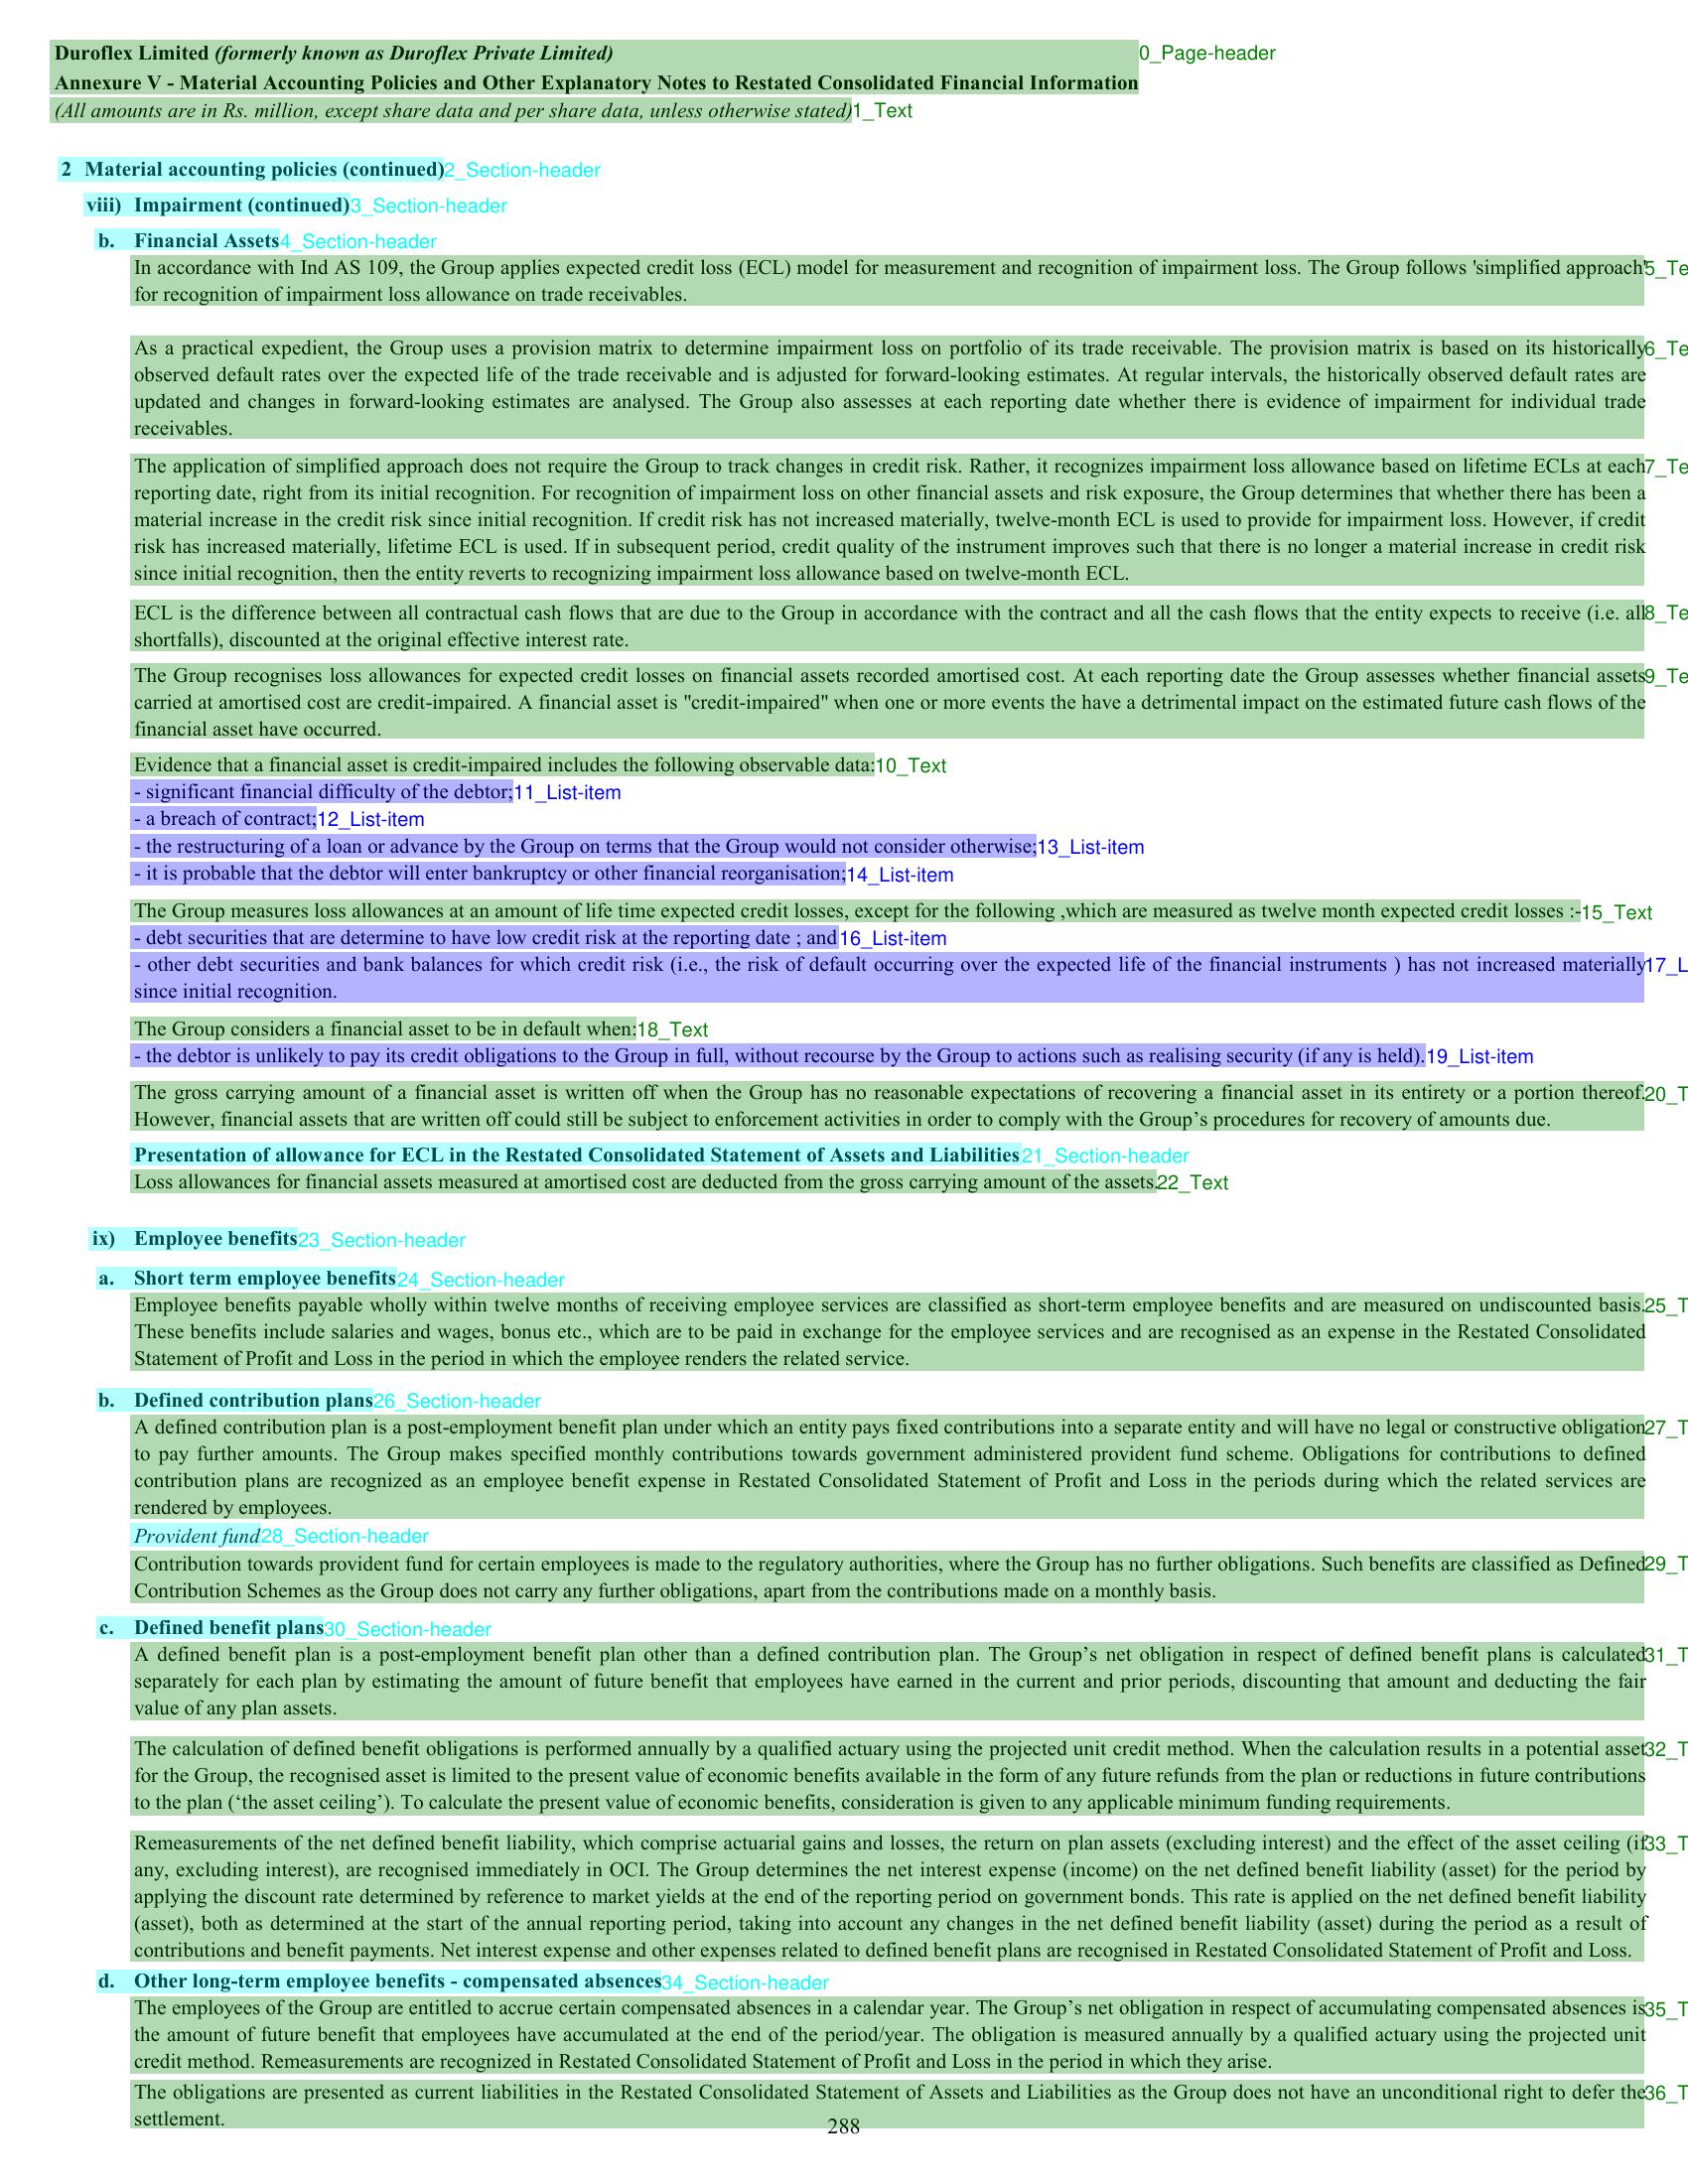 Duroflex Limited (formerly known as Duroflex Private Limited)0_Page-header
Annexure V - Material Accounting Policies and Other Explanatory Notes to Restated Consolidated Financial Information
(All amounts are in Rs. million, except share data and per share data, unless otherwise stated)1_Text
2 Material accounting policies (continued)2_Section-header
viii) Impairment (continued)3_Section-header
b. Financial Assets4_Section-header
In accordance with Ind AS 109, the Group applies expected credit loss (ECL) model for measurement and recognition of impairment loss. The Group follows 'simplified approach'5_Te
for recognition of impairment loss allowance on trade receivables.
As a practical expedient, the Group uses a provision matrix to determine impairment loss on portfolio of its trade receivable. The provision matrix is based on its historically6_Te
observed default rates over the expected life of the trade receivable and is adjusted for forward-looking estimates. At regular intervals, the historically observed default rates are
updated and changes in forward-looking estimates are analysed. The Group also assesses at each reporting date whether there is evidence of impairment for individual trade
receivables.
The application of simplified approach does not require the Group to track changes in credit risk. Rather, it recognizes impairment loss allowance based on lifetime ECLs at each7_Te
reporting date, right from its initial recognition. For recognition of impairment loss on other financial assets and risk exposure, the Group determines that whether there has been a
material increase in the credit risk since initial recognition. If credit risk has not increased materially, twelve-month ECL is used to provide for impairment loss. However, if credit
risk has increased materially, lifetime ECL is used. If in subsequent period, credit quality of the instrument improves such that there is no longer a material increase in credit risk
since initial recognition, then the entity reverts to recognizing impairment loss allowance based on twelve-month ECL.
ECL is the difference between all contractual cash flows that are due to the Group in accordance with the contract and all the cash flows that the entity expects to receive (i.e. all8_Te
shortfalls), discounted at the original effective interest rate.
The Group recognises loss allowances for expected credit losses on financial assets recorded amortised cost. At each reporting date the Group assesses whether financial assets9_Te
carried at amortised cost are credit-impaired. A financial asset is "credit-impaired" when one or more events the have a detrimental impact on the estimated future cash flows of the
financial asset have occurred.
Evidence that a financial asset is credit-impaired includes the following observable data:10_Text
- significant financial difficulty of the debtor;11_List-item
- a breach of contract;12_List-item
- the restructuring of a loan or advance by the Group on terms that the Group would not consider otherwise;13_List-item
- it is probable that the debtor will enter bankruptcy or other financial reorganisation;14_List-item
The Group measures loss allowances at an amount of life time expected credit losses, except for the following ,which are measured as twelve month expected credit losses :-15_Text
- debt securities that are determine to have low credit risk at the reporting date ; and16_List-item
- other debt securities and bank balances for which credit risk (i.e., the risk of default occurring over the expected life of the financial instruments ) has not increased materially17_L
since initial recognition.
The Group considers a financial asset to be in default when:18_Text
- the debtor is unlikely to pay its credit obligations to the Group in full, without recourse by the Group to actions such as realising security (if any is held).19_List-item
The gross carrying amount of a financial asset is written off when the Group has no reasonable expectations of recovering a financial asset in its entirety or a portion thereof.20_T
However, financial assets that are written off could still be subject to enforcement activities in order to comply with the Group’s procedures for recovery of amounts due.
Presentation of allowance for ECL in the Restated Consolidated Statement of Assets and Liabilities21_Section-header
Loss allowances for financial assets measured at amortised cost are deducted from the gross carrying amount of the assets.22_Text
ix) Employee benefits23_Section-header
a. Short term employee benefits24_Section-header
Employee benefits payable wholly within twelve months of receiving employee services are classified as short-term employee benefits and are measured on undiscounted basis.25_T
These benefits include salaries and wages, bonus etc., which are to be paid in exchange for the employee services and are recognised as an expense in the Restated Consolidated
Statement of Profit and Loss in the period in which the employee renders the related service.
b. Defined contribution plans26_Section-header
A defined contribution plan is a post-employment benefit plan under which an entity pays fixed contributions into a separate entity and will have no legal or constructive obligation27_T
to pay further amounts. The Group makes specified monthly contributions towards government administered provident fund scheme. Obligations for contributions to defined
contribution plans are recognized as an employee benefit expense in Restated Consolidated Statement of Profit and Loss in the periods during which the related services are
rendered by employees.
Provident fund28_Section-header
Contribution towards provident fund for certain employees is made to the regulatory authorities, where the Group has no further obligations. Such benefits are classified as Defined29_T
Contribution Schemes as the Group does not carry any further obligations, apart from the contributions made on a monthly basis.
c. Defined benefit plans30_Section-header
A defined benefit plan is a post-employment benefit plan other than a defined contribution plan. The Group’s net obligation in respect of defined benefit plans is calculated31_T
separately for each plan by estimating the amount of future benefit that employees have earned in the current and prior periods, discounting that amount and deducting the fair
value of any plan assets.
The calculation of defined benefit obligations is performed annually by a qualified actuary using the projected unit credit method. When the calculation results in a potential asset32_T
for the Group, the recognised asset is limited to the present value of economic benefits available in the form of any future refunds from the plan or reductions in future contributions
to the plan (‘the asset ceiling’). To calculate the present value of economic benefits, consideration is given to any applicable minimum funding requirements.
Remeasurements of the net defined benefit liability, which comprise actuarial gains and losses, the return on plan assets (excluding interest) and the effect of the asset ceiling (if33_T
any, excluding interest), are recognised immediately in OCI. The Group determines the net interest expense (income) on the net defined benefit liability (asset) for the period by
applying the discount rate determined by reference to market yields at the end of the reporting period on government bonds. This rate is applied on the net defined benefit liability
(asset), both as determined at the start of the annual reporting period, taking into account any changes in the net defined benefit liability (asset) during the period as a result of
contributions and benefit payments. Net interest expense and other expenses related to defined benefit plans are recognised in Restated Consolidated Statement of Profit and Loss.
d. Other long-term employee benefits - compensated absences34_Section-header
The employees of the Group are entitled to accrue certain compensated absences in a calendar year. The Group’s net obligation in respect of accumulating compensated absences is35_T
the amount of future benefit that employees have accumulated at the end of the period/year. The obligation is measured annually by a qualified actuary using the projected unit
credit method. Remeasurements are recognized in Restated Consolidated Statement of Profit and Loss in the period in which they arise.
The obligations are presented as current liabilities in the Restated Consolidated Statement of Assets and Liabilities as the Group does not have an unconditional right to defer the36_T
settlement.
288